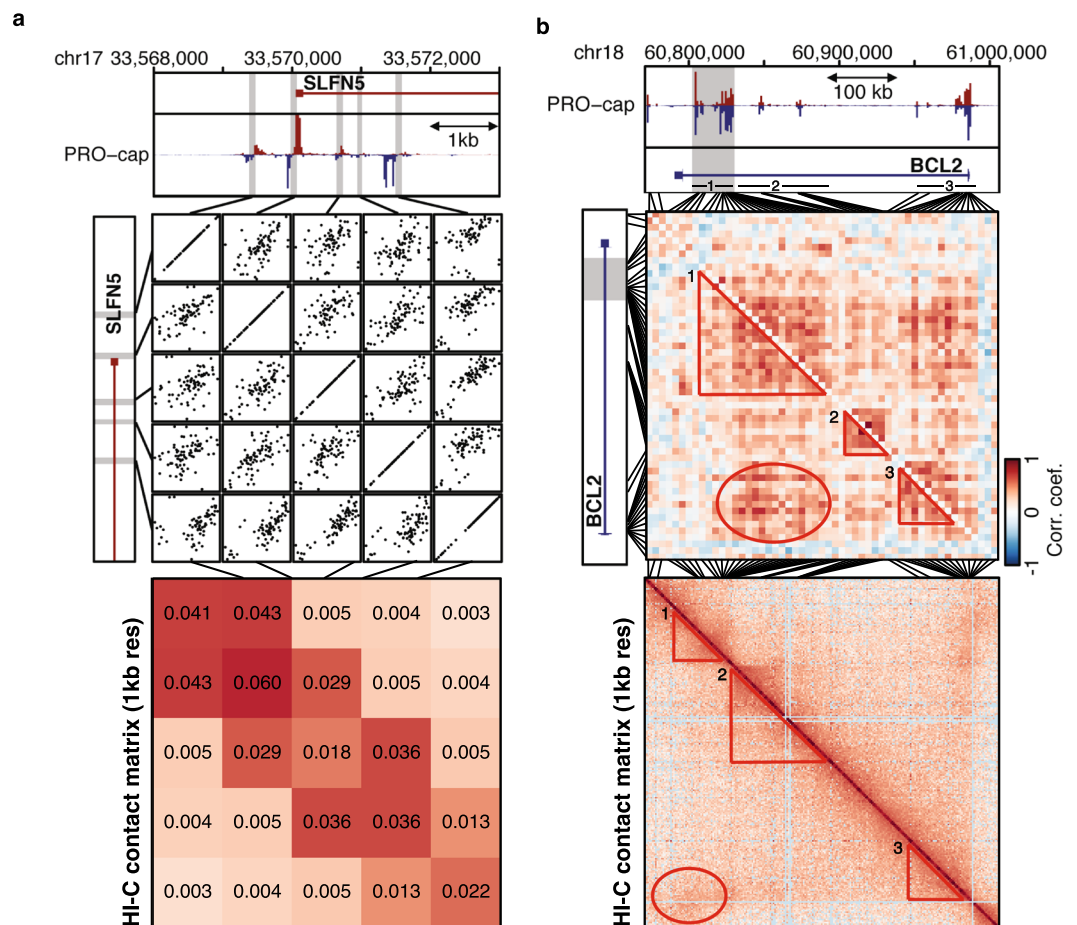 a
chr17 33,568,000 33,570,000 33,572,000
SLFN5
PRO−cap
1kb
SLFN5
HI-C contact matrix (1kb res)
0.041 0.043 0.005 0.004 0.003
0.043 0.060 0.029 0.005 0.004
0.005 0.029 0.018 0.036 0.005
0.004 0.005 0.036 0.036 0.013
0.003 0.004 0.005 0.013 0.022
b
chr18 60,800,000 60,900,000 61,000,000
PRO−cap
100 kb
BCL2
1 2 3
BCL2
1
2
3
1
0
-1
Corr. coef.
HI-C contact matrix (1kb res)
1
2
3